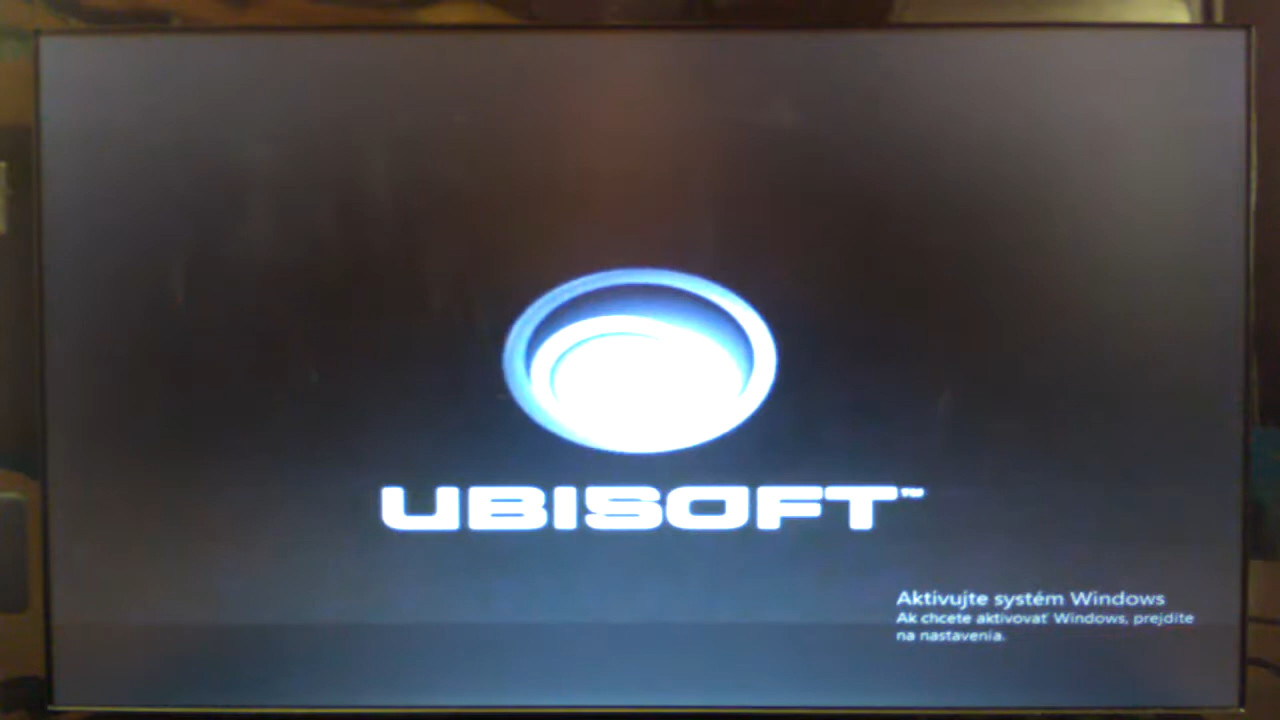 UBISOFT™
Aktivujte systém Windows
Ak chcete aktivovať Windows, prejdite
na nastavenia.